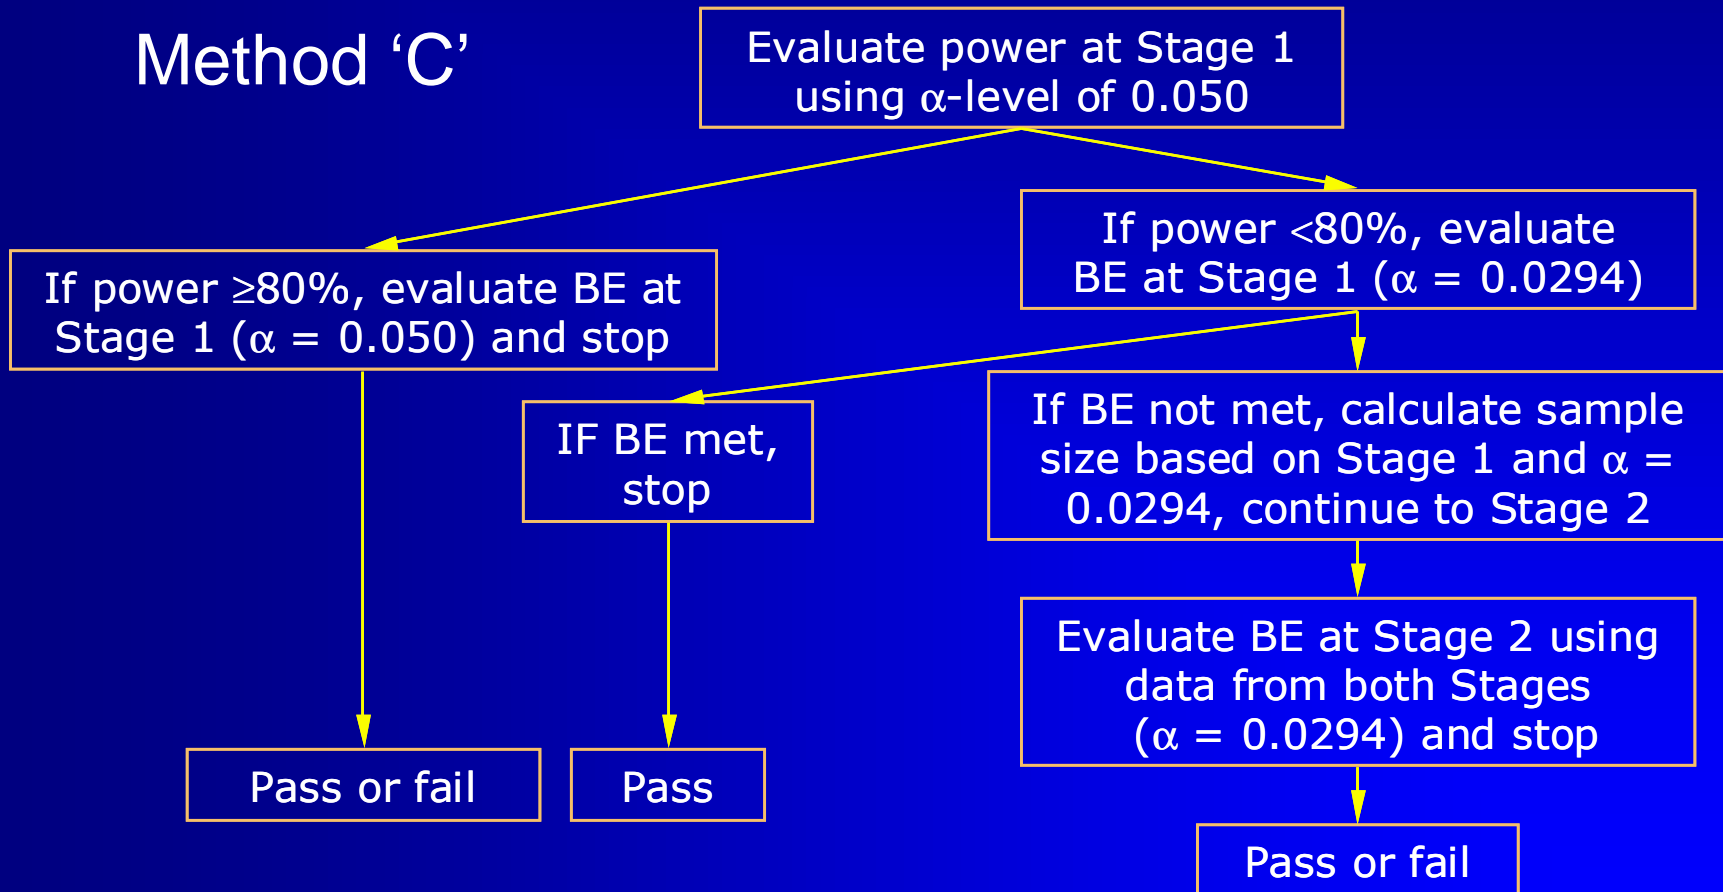 Method ‘C’
Evaluate power at Stage 1
using α-level of 0.050
If power <80%, evaluate
BE at Stage 1 (α = 0.0294)
If power ≥80%, evaluate BE at
Stage 1 (α = 0.050) and stop
IF BE met,
stop
If BE not met, calculate sample
size based on Stage 1 and α =
0.0294, continue to Stage 2
Evaluate BE at Stage 2 using
data from both Stages
(α = 0.0294) and stop
Pass or fail
Pass
Pass or fail